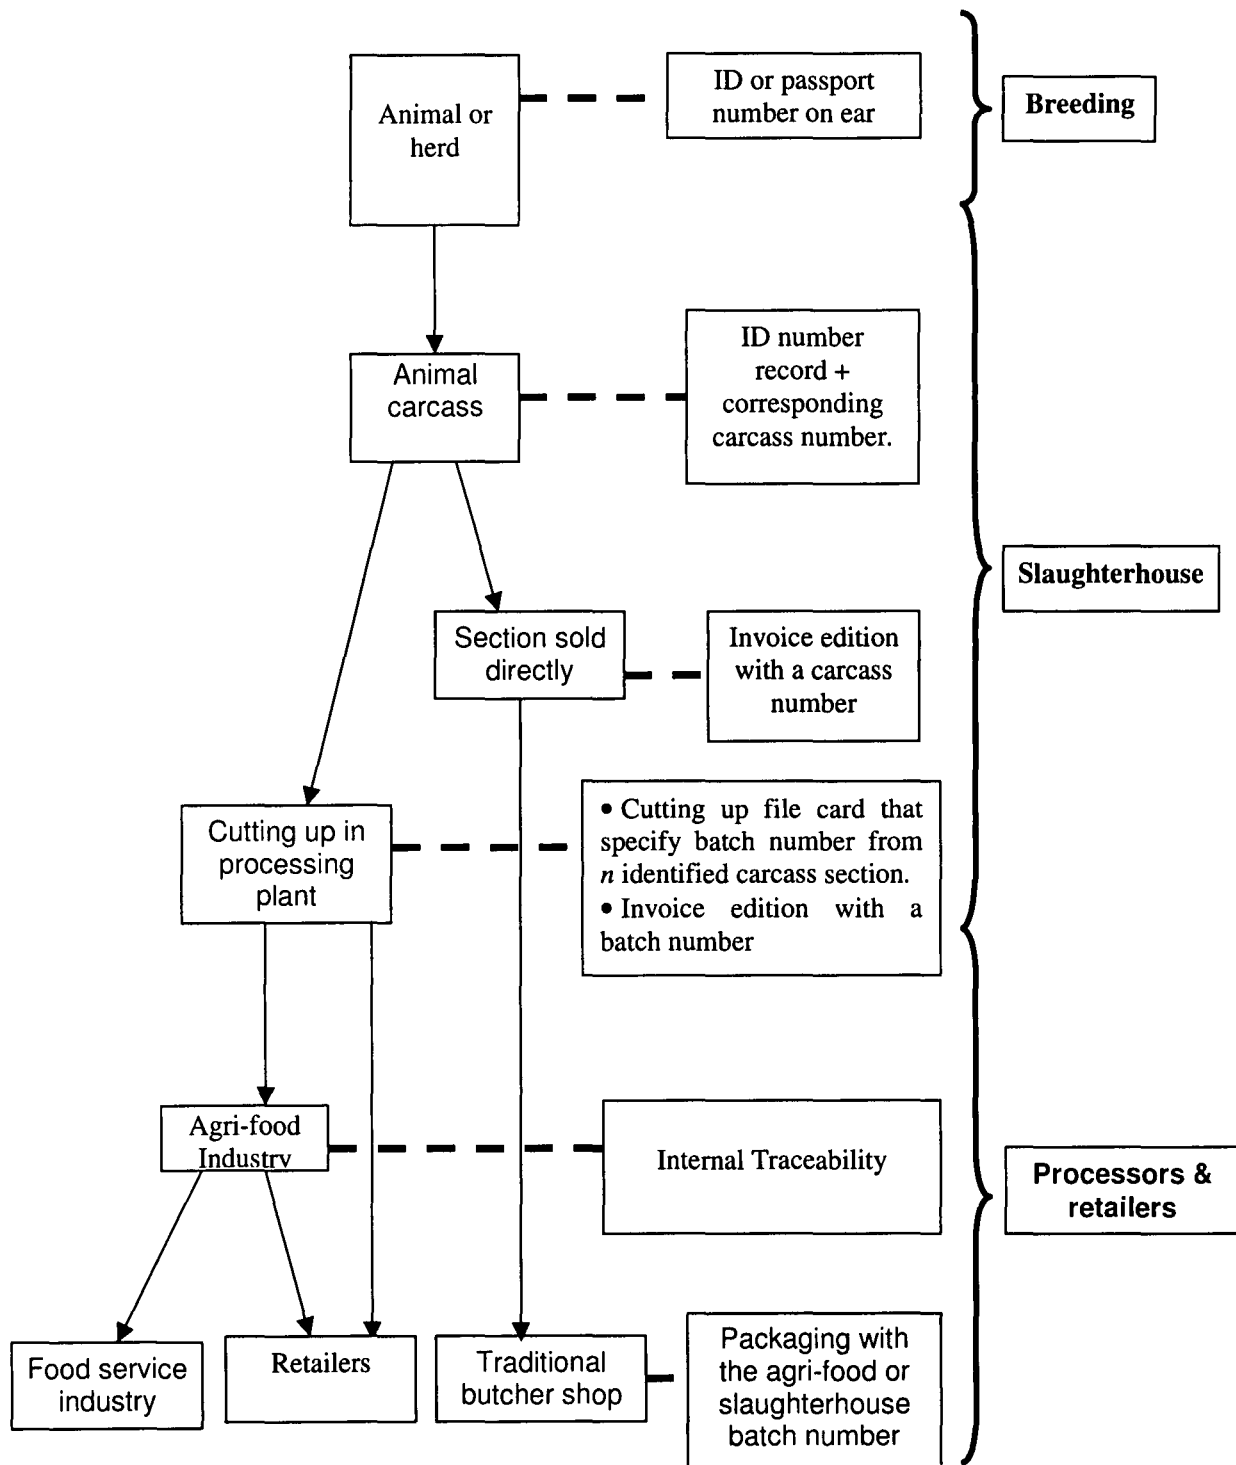 Animal or
herd
ID or passport
number on ear
Breeding
Animal
carcass
ID number
record +
corresponding
carcass number.
Slaughterhouse
Section sold
directly
Invoice edition
with a carcass
number
Cutting up in
processing
plant
• Cutting up file card that
specify batch number from
n identified carcass section.
• Invoice edition with a
batch number
Agri-food
Industry
Internal Traceability
Processors &
retailers
Food service
industry
Retailers
Traditional
butcher shop
Packaging with
the agri-food or
slaughterhouse
batch number